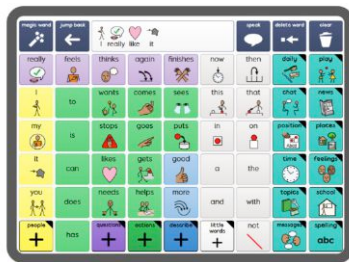 magic word jump back speak delete word clear
I really like it
really feels thinks again finishes now then daily play
I to wants comes sees this that chat news
my is stops goes puts in on position places
it can likes gets good a the time feelings
you does needs helps more and with topics school
people has questions actions describe little words not messages spelling
abc